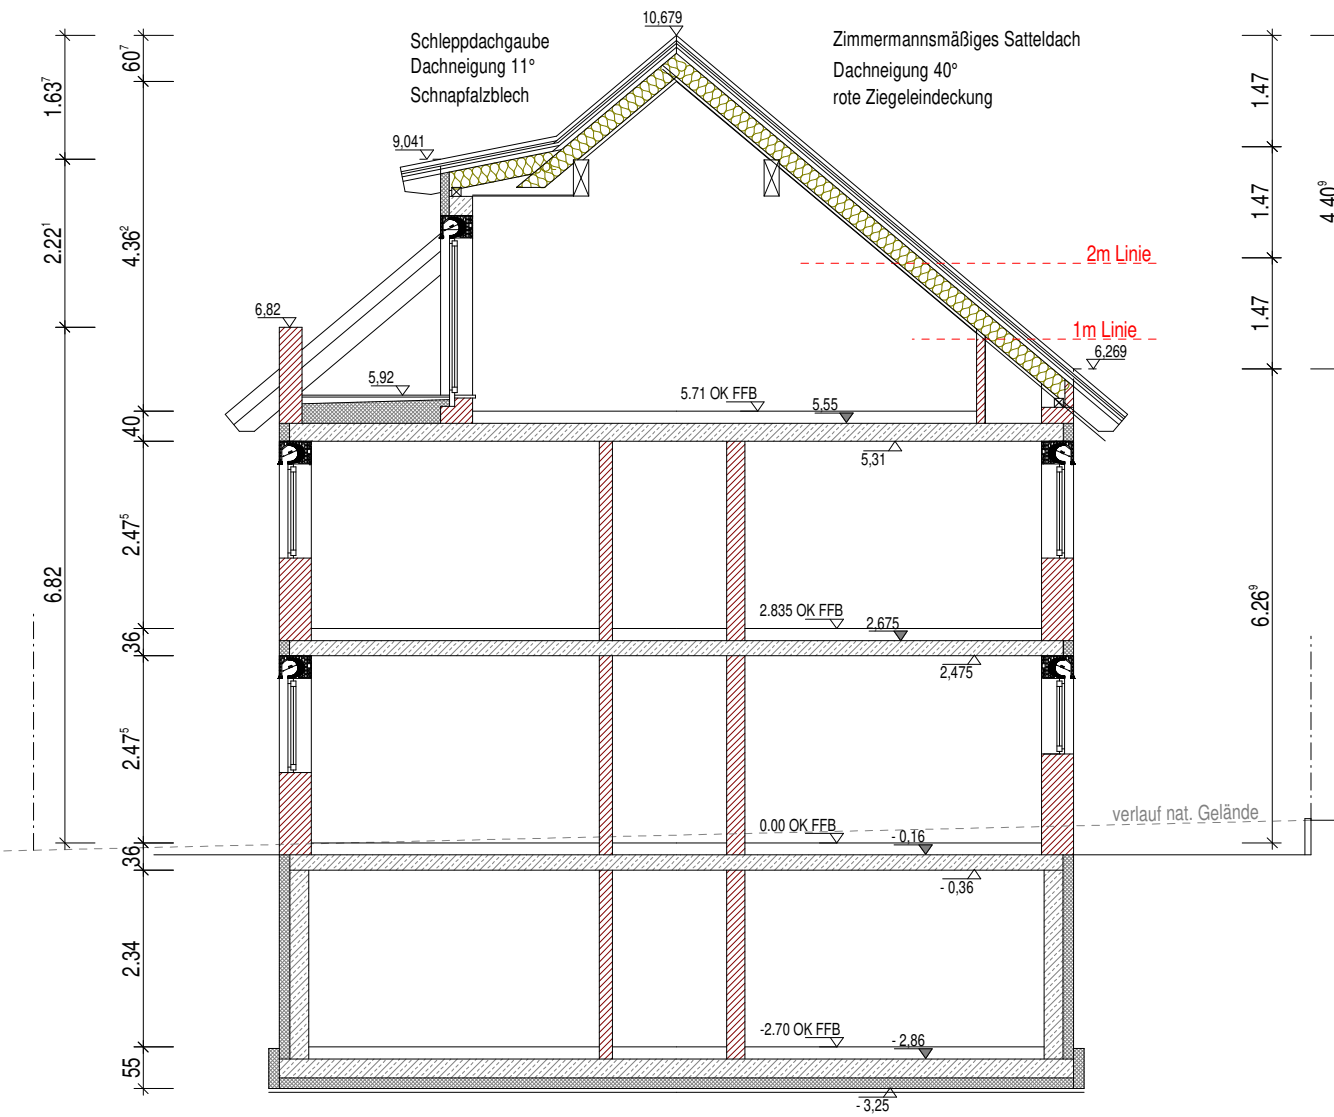 10,679
Schleppdachgaube
Dachneigung 11°
Schnapfalzblech
Zimmermannsmäßiges Satteldach
Dachneigung 40°
rote Ziegeleindeckung
60⁷
1.63⁷
1.47
9,041
1.47
4.40⁹
2.22¹
4.36²
2m Linie
1.47
6,82
1m Linie
6,269
5,92
5.71 OK FFB
5,55
40
5,31
2.47⁵
6.82
6.26⁹
2.835 OK FFB
2,675
36
2,475
2.47⁵
verlauf nat. Gelände
0.00 OK FFB
- 0,16
36
- 0,36
2.34
-2.70 OK FFB
- 2,86
55
- 3,25